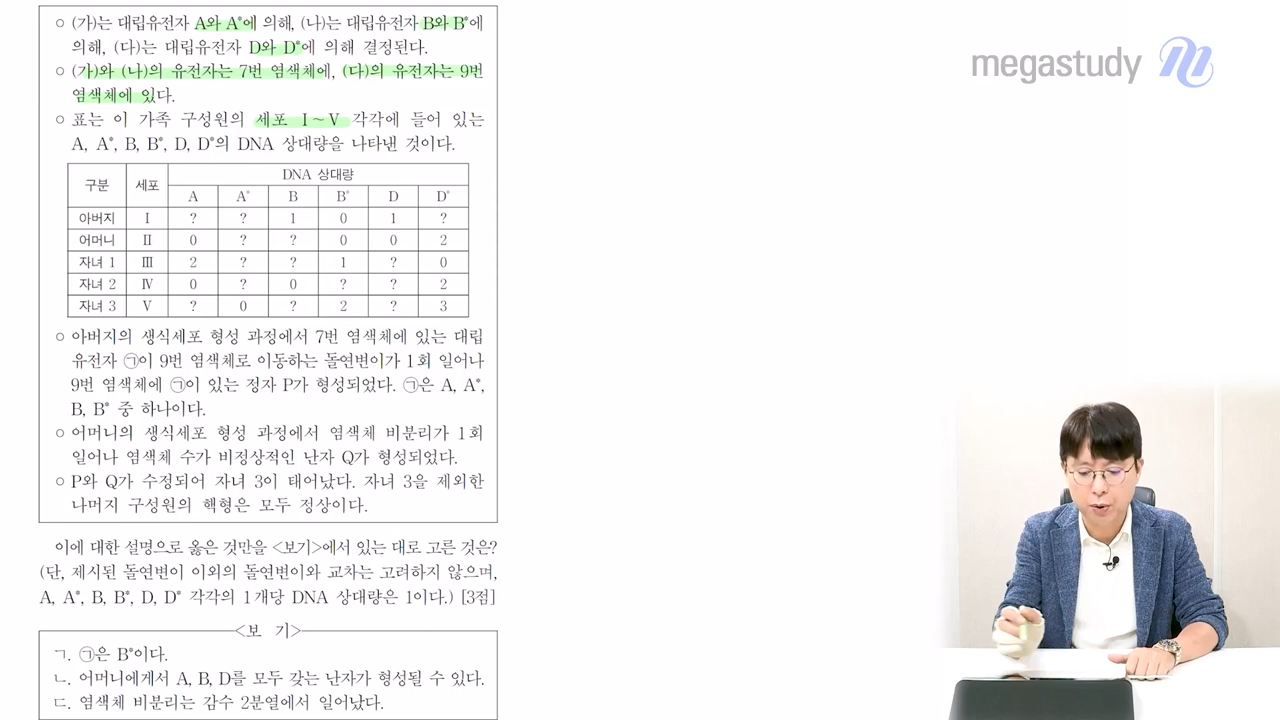 ○ (가)는 대립유전자 A와 A*에 의해, (나)는 대립유전자 B와 B*에
의해, (다)는 대립유전자 D와 D*에 의해 결정된다.
○ (가)와 (나)의 유전자는 7번 염색체에, (다)의 유전자는 9번
염색체에 있다.
○ 표는 이 가족 구성원의 세포 Ⅰ~Ⅴ 각각에 들어 있는
A, A*, B, B*, D, D*의 DNA 상대량을 나타낸 것이다.
구분 세포 DNA 상대량
A A* B B* D D*
아버지 Ⅰ ? ? 1 0 1 ?
어머니 Ⅱ 0 ? ? 0 0 2
자녀 1 Ⅲ 2 ? ? 1 ? 0
자녀 2 Ⅳ 0 ? 0 ? ? 2
자녀 3 Ⅴ ? 0 ? 2 ? 3
○ 아버지의 생식세포 형성 과정에서 7번 염색체에 있는 대립
유전자 ㉠이 9번 염색체로 이동하는 돌연변이가 1회 일어나
9번 염색체에 ㉠이 있는 정자 P가 형성되었다. ㉠은 A, A*,
B, B* 중 하나이다.
○ 어머니의 생식세포 형성 과정에서 염색체 비분리가 1회
일어나 염색체 수가 비정상적인 난자 Q가 형성되었다.
○ P와 Q가 수정되어 자녀 3이 태어났다. 자녀 3을 제외한
나머지 구성원의 핵형은 모두 정상이다.
이에 대한 설명으로 옳은 것만을 <보기>에서 있는 대로 고른 것은?
(단, 제시된 돌연변이 이외의 돌연변이와 교차는 고려하지 않으며,
A, A*, B, B*, D, D* 각각의 1개당 DNA 상대량은 1이다.) [3점]
<보 기>
ㄱ. ㉠은 B*이다.
ㄴ. 어머니에게서 A, B, D를 모두 갖는 난자가 형성될 수 있다.
ㄷ. 염색체 비분리는 감수 2분열에서 일어났다.
megastudy